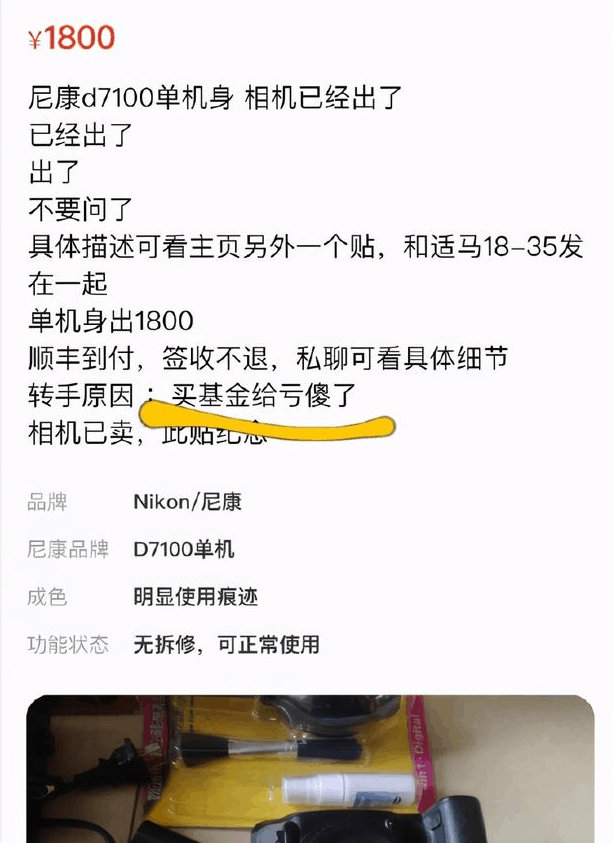 ¥1800
尼康d7100单机身 相机已经出了
已经出了
出了
不要问了
具体描述可看主页另外一个贴，和适马18-35发
在一起
单机身出1800
顺丰到付，签收不退，私聊可看具体细节
转手原因：买基金给亏傻了
相机已卖，此贴纪念
品牌 Nikon/尼康
尼康品牌 D7100单机
成色 明显使用痕迹
功能状态 无拆修，可正常使用
Digital